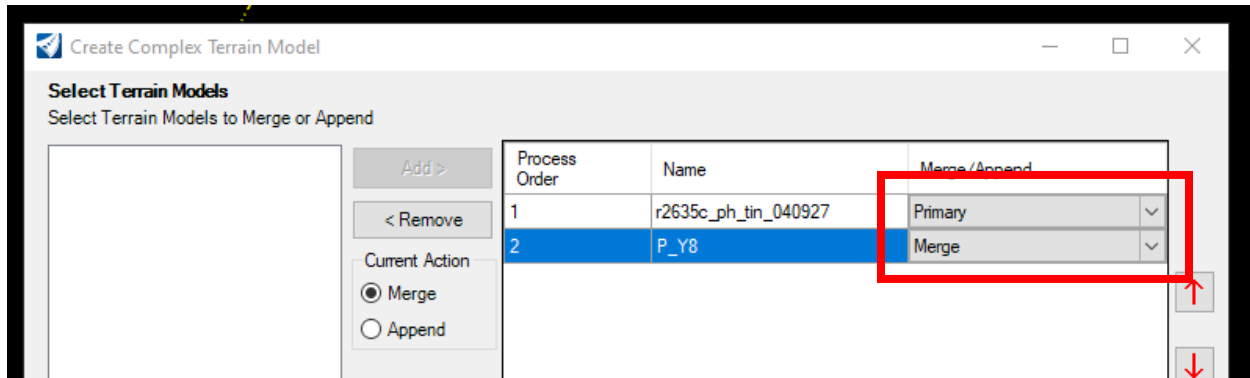 Create Complex Terrain Model
Select Terrain Models
Select Terrain Models to Merge or Append
Add >
< Remove
Current Action
Merge
Append
Process Order Name Merge/Append
1 r2635c_ph_tin_040927 Primary
2 P_Y8 Merge